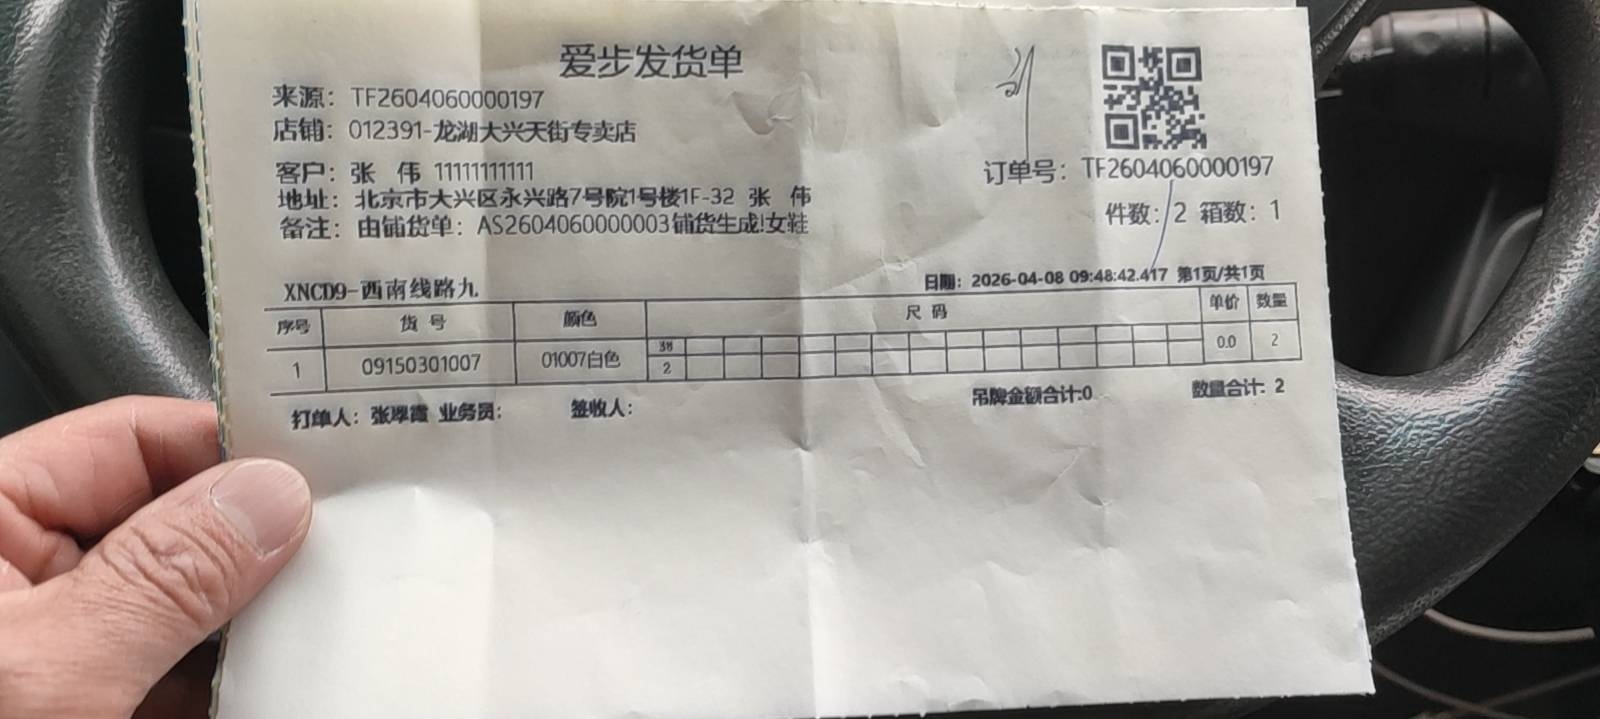 爱步发货单
来源：TF2604060000197
店铺：012391-龙湖大兴天街专卖店
客户：张 伟 11111111111
订单号：TF2604060000197
地址：北京市大兴区永兴路7号院1号楼1F-32 张 伟
件数：2 箱数：1
备注：由铺货单：AS2604060000003铺货生成!女鞋
XNCD9-西南线路九
日期：2026-04-08 09:48:42.417 第1页/共1页
序号 货 号 颜色 尺 码 单价 数量
1 09150301007 01007白色 38 0.0 2
2
吊牌金额合计:0 数量合计: 2
打单人：张翠霞 业务员: 签收人：